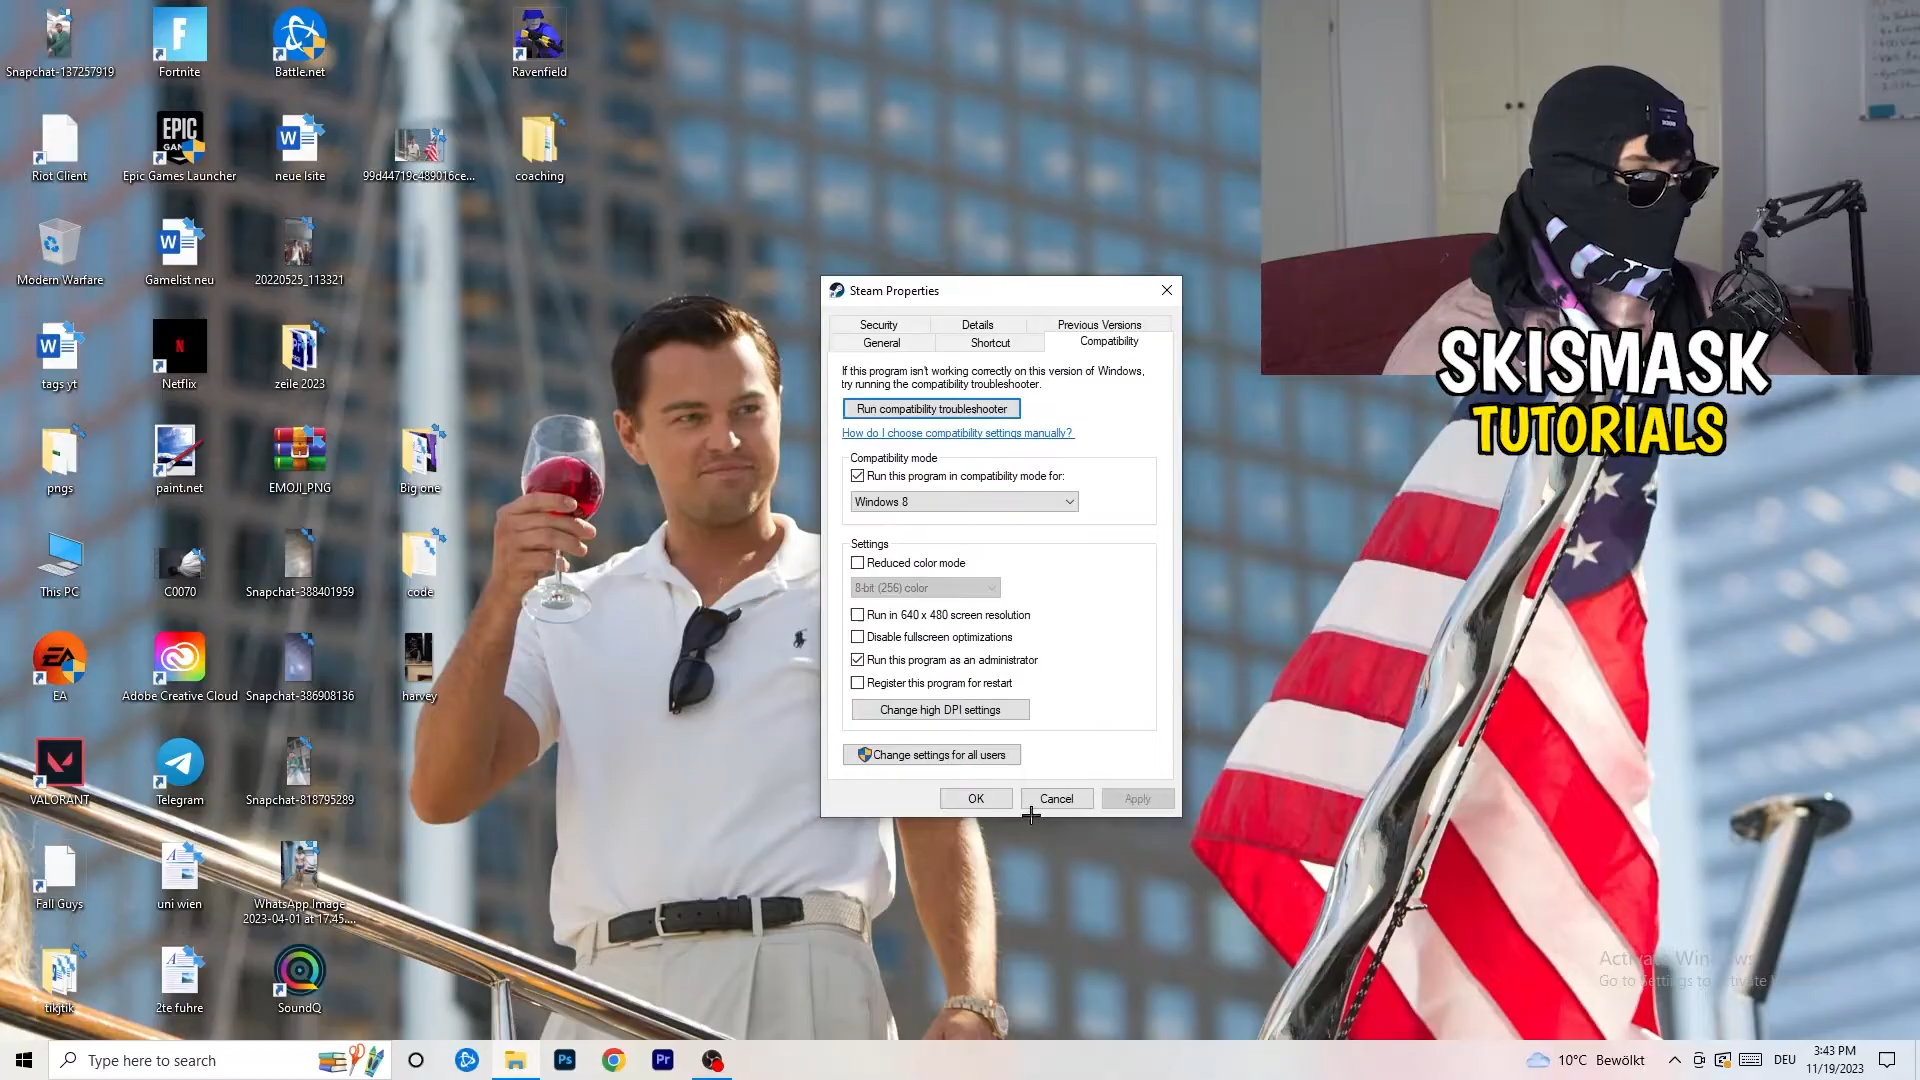 Snapchat-137257919
Fortnite
Battle.net
Ravenfield
Riot Client
EPIC
Epic Games Launcher
neue lsite
99d44719c489016ce...
coaching
Modern Warfare
Gamelist neu
20220525_113321
tags yt
Netflix
zeile 2023
pngs
paint.net
EMOJI_PNG
Big one
This PC
C0070
Snapchat-388401959
code
EA
Adobe Creative Cloud
Snapchat-386908136
harvey
VALORANT
Telegram
Snapchat-818795289
Fall Guys
uni wien
WhatsApp Image
2023-04-01 at 17.45....
tikjtik
2te fuhre
SoundQ
Steam Properties
Security
Details
Previous Versions
General
Shortcut
Compatibility
If this program isn't working correctly on this version of Windows,
try running the compatibility troubleshooter.
Run compatibility troubleshooter
How do I choose compatibility settings manually?
Compatibility mode
Run this program in compatibility mode for:
Windows 8
Settings
Reduced color mode
8-bit (256) color
Run in 640 x 480 screen resolution
Disable fullscreen optimizations
Run this program as an administrator
Register this program for restart
Change high DPI settings
Change settings for all users
OK
Cancel
Apply
SKISMASK
TUTORIALS
Type here to search
Ps
Pr
10°C Bewölkt
DEU
3:43 PM
11/19/2023